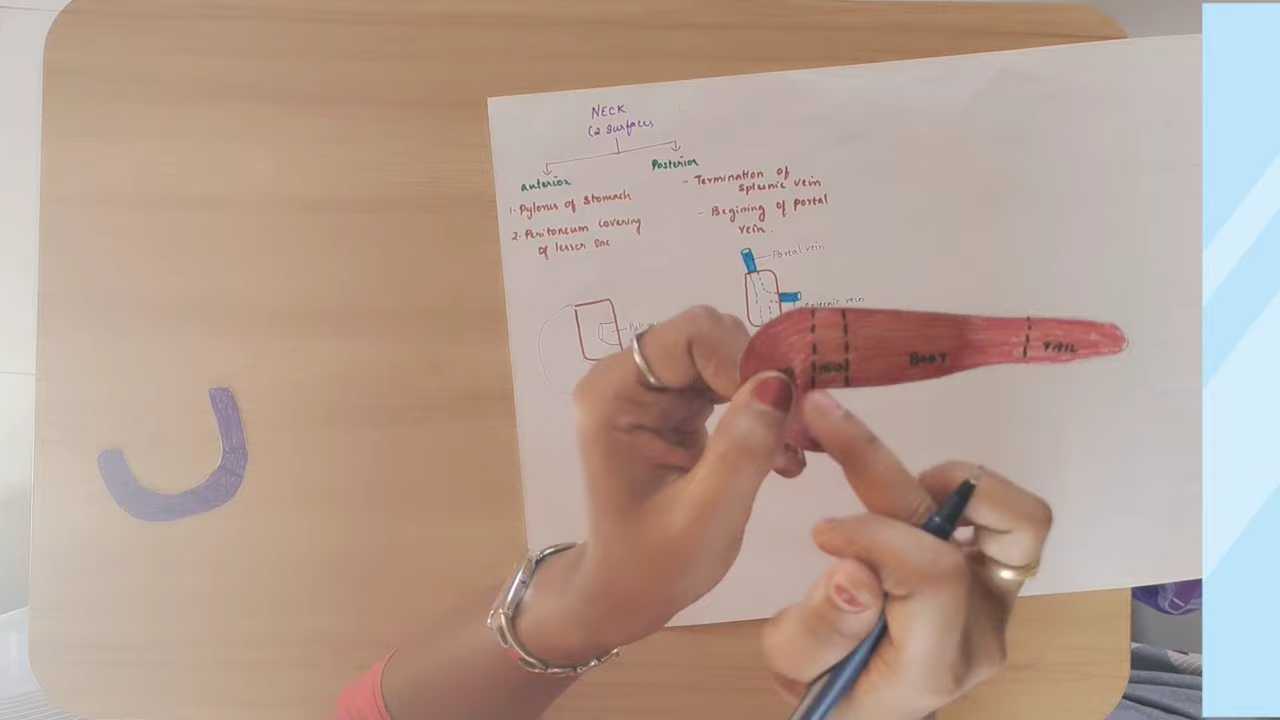 NECK
(2 Surfaces
anterior
Posterior
1. Pylorus of Stomach
2. Peritoneum covering
of lesser Sac
- Termination of
splenic vein
- Begining of Portal
vein.
Portal vein
Splenic vein
BODY
TAIL